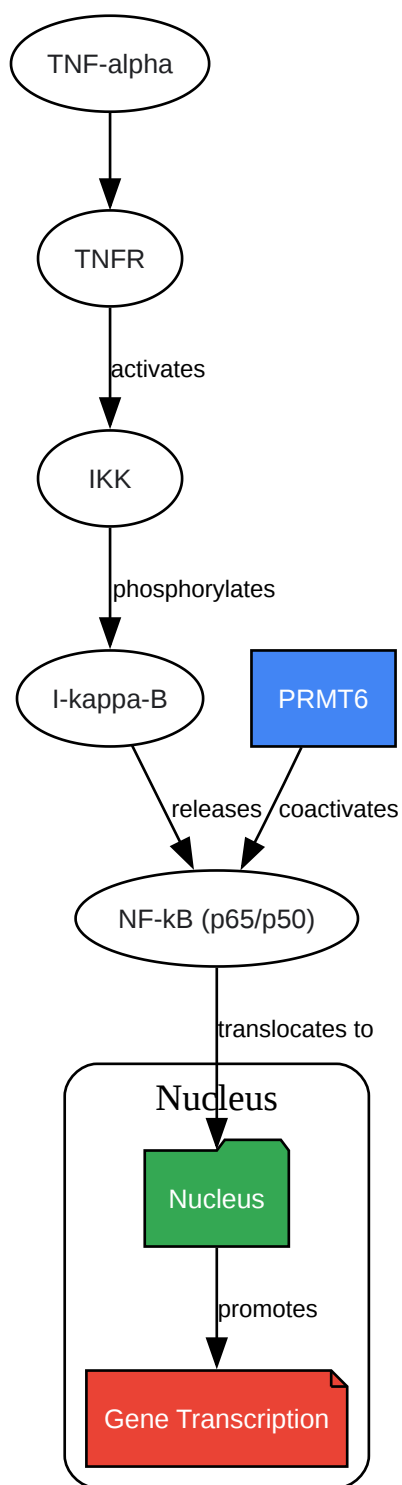 TNF-alpha
TNFR
activates
IKK
phosphorylates
I-kappa-B
PRMT6
releases
coactivates
NF-kB (p65/p50)
translocates to
Nucleus
Nucleus
promotes
Gene Transcription